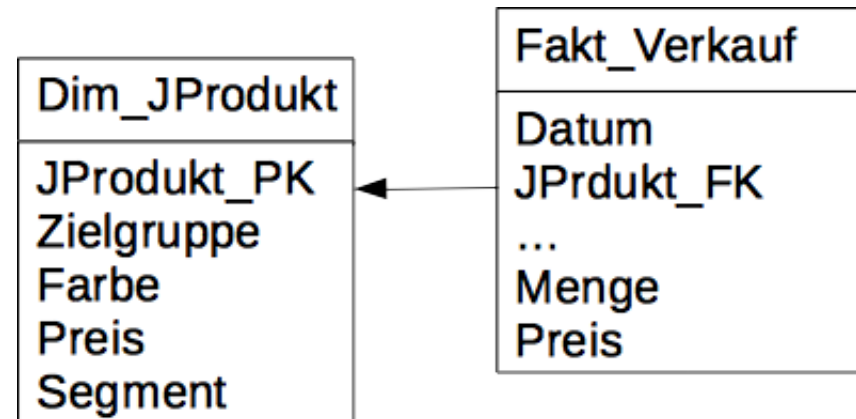 Dim_JProdukt
JProdukt_PK
Zielgruppe
Farbe
Preis
Segment
Fakt_Verkauf
Datum
JPrdukt_FK
...
Menge
Preis